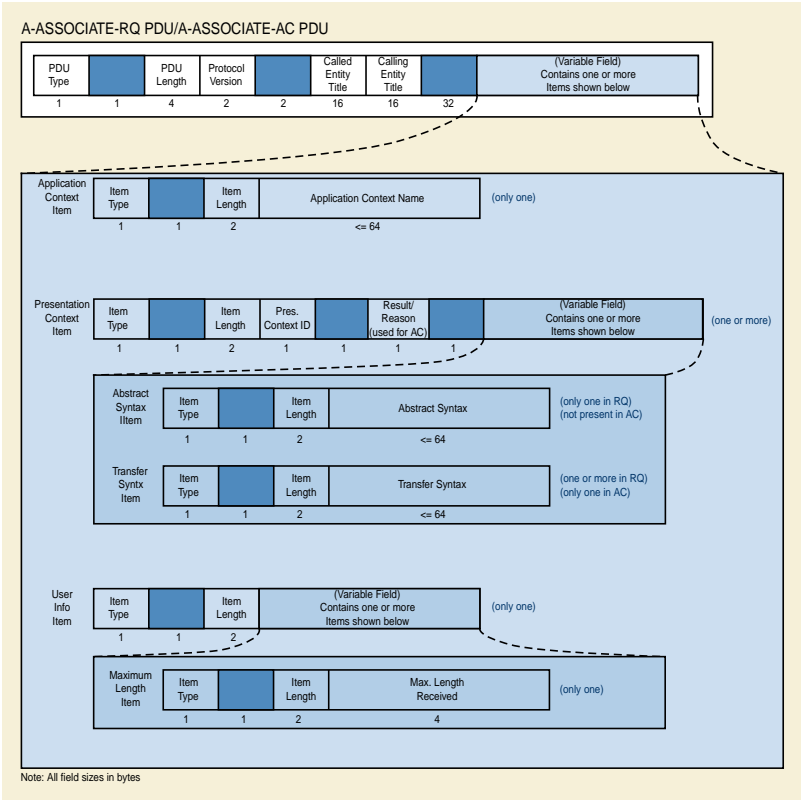 A-ASSOCIATE-RQ PDU/A-ASSOCIATE-AC PDU
PDU Type
PDU Length
Protocol Version
Called Entity Title
Calling Entity Title
(Variable Field)
Contains one or more
Items shown below
1 1 4 2 2 16 16 32
Application Context Item
Item Type
Item Length
Application Context Name
(only one)
1 1 2 <= 64
Presentation Context Item
Item Type
Item Length
Pres. Context ID
Result/ Reason (used for AC)
(Variable Field)
Contains one or more
Items shown below
(one or more)
1 1 2 1 1 1 1
Abstract Syntax IItem
Item Type
Item Length
Abstract Syntax
(only one in RQ)
(not present in AC)
1 1 2 <= 64
Transfer Syntx Item
Item Type
Item Length
Transfer Syntax
(one or more in RQ)
(only one in AC)
1 1 2 <= 64
User Info Item
Item Type
Item Length
(Variable Field)
Contains one or more
Items shown below
(only one)
1 1 2
Maximum Length Item
Item Type
Item Length
Max. Length Received
(only one)
1 1 2 4
Note: All field sizes in bytes